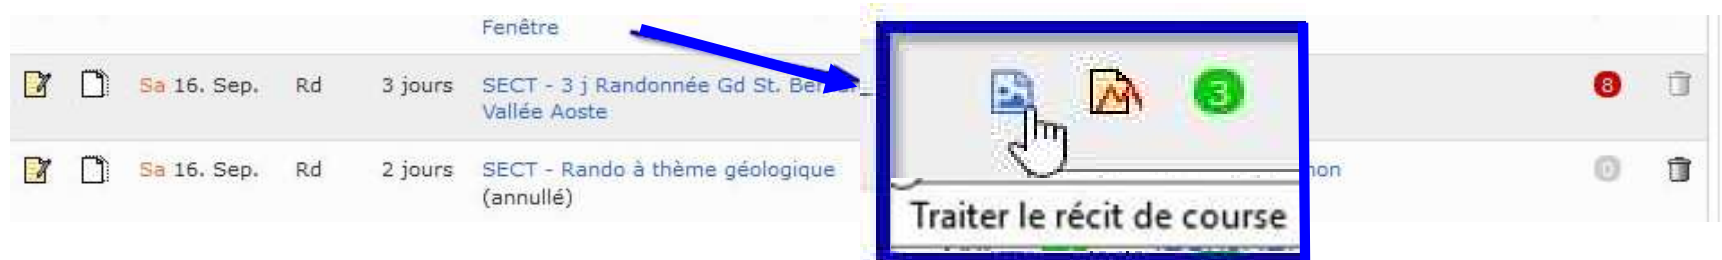 Fenêtre
Sa 16. Sep. Rd 3 jours SECT - 3 j Randonnée Gd St. Ber
Vallée Aoste
8
3
Traiter le récit de course
Sa 16. Sep. Rd 2 jours SECT - Rando à thème géologique
(annullé)
non
0